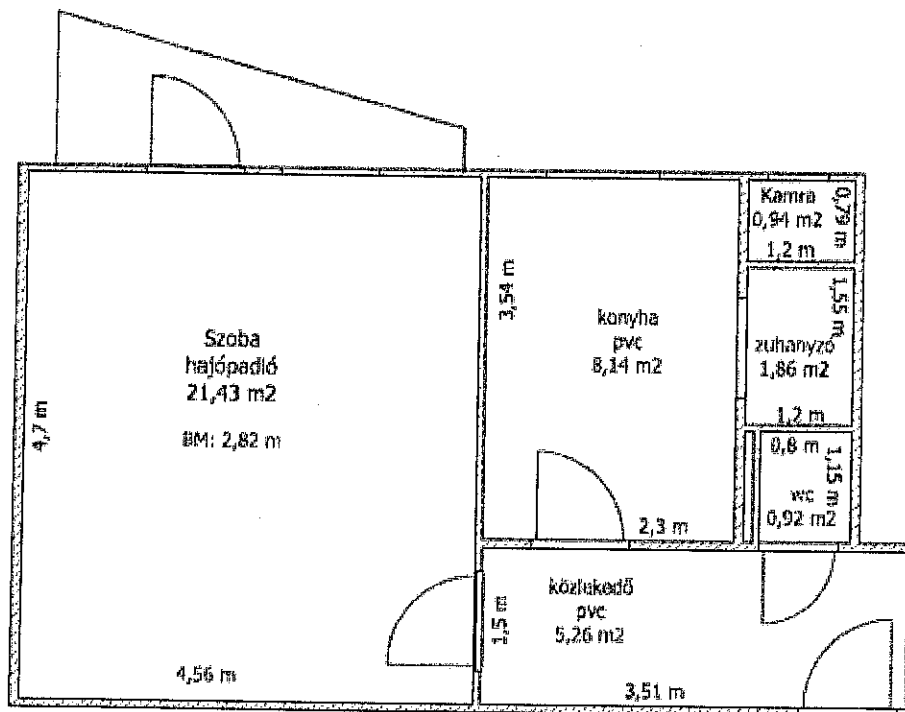 Szoba
hajópadló
21,43 m2
BM: 2,82 m
4,7 m
4,56 m
konyha
pvc
8,14 m2
3,54 m
2,3 m
Kamra
0,94 m2
1,2 m
0,79 m
zuhanyzó
1,86 m2
1,2 m
1,55 m
0,8 m
1,15 m
wc
0,92 m2
közlekedő
pvc
5,26 m2
1,5 m
3,51 m